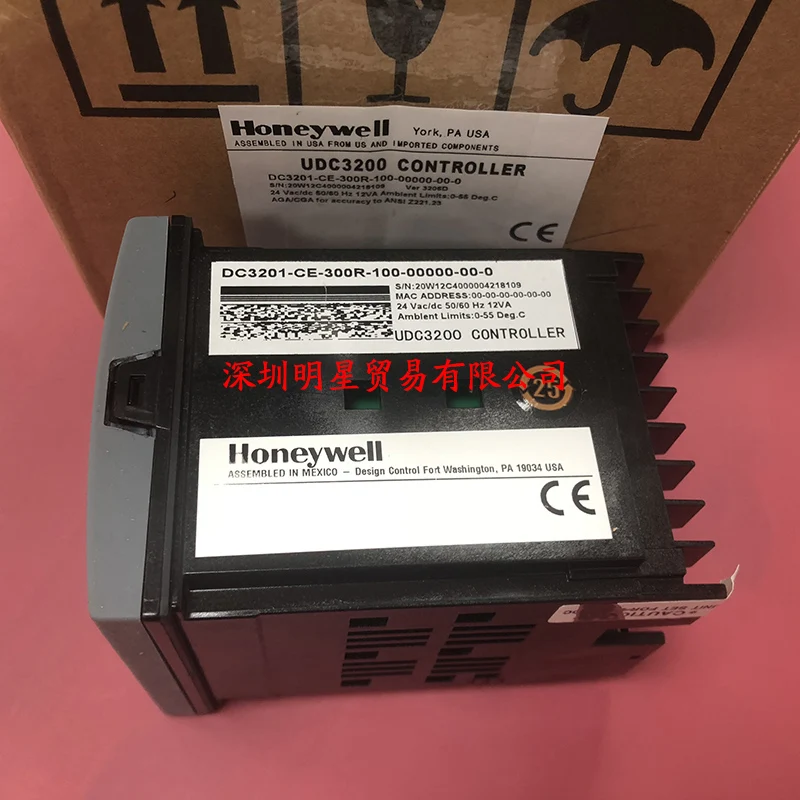 Honeywell York, PA USA
ASSEMBLED IN USA FROM US AND IMPORTED COMPONENTS
UDC3200 CONTROLLER
DC3201-CE-300R-100-00000-00-0
S/N:20W12C4000004218109 Ver 3205D
24 Vac/dc 50/60 Hz 12VA Ambient Limits:0-55 Deg.C
AGA/CGA for accuracy to ANSI Z221.23
CE
DC3201-CE-300R-100-00000-00-0
S/N:20W12C4000004218109
MAC ADDRESS:00-00-00-00-00-00
24 Vac/dc 50/60 Hz 12VA
Ambient Limits:0-55 Deg.C
UDC3200 CONTROLLER
深圳明星贸易有限公司
25
Honeywell
ASSEMBLED IN MEXICO – Design Control Fort Washington, PA 19034 USA
CE